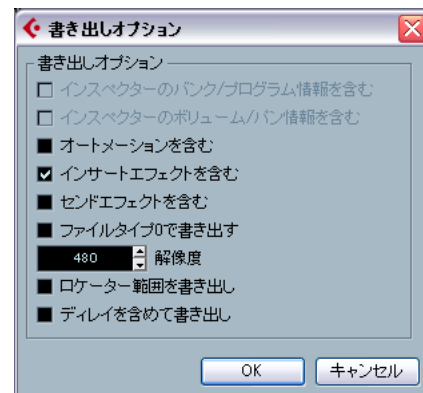 書き出しオプション
書き出しオプション
インスペクターのバンク/プログラム情報を含む
インスペクターのボリューム/パン情報を含む
オートメーションを含む
インサートエフェクトを含む
センドエフェクトを含む
ファイルタイプ0で書き出す
480 解像度
ロケーター範囲を書き出し
ディレイを含めて書き出し
OK キャンセル